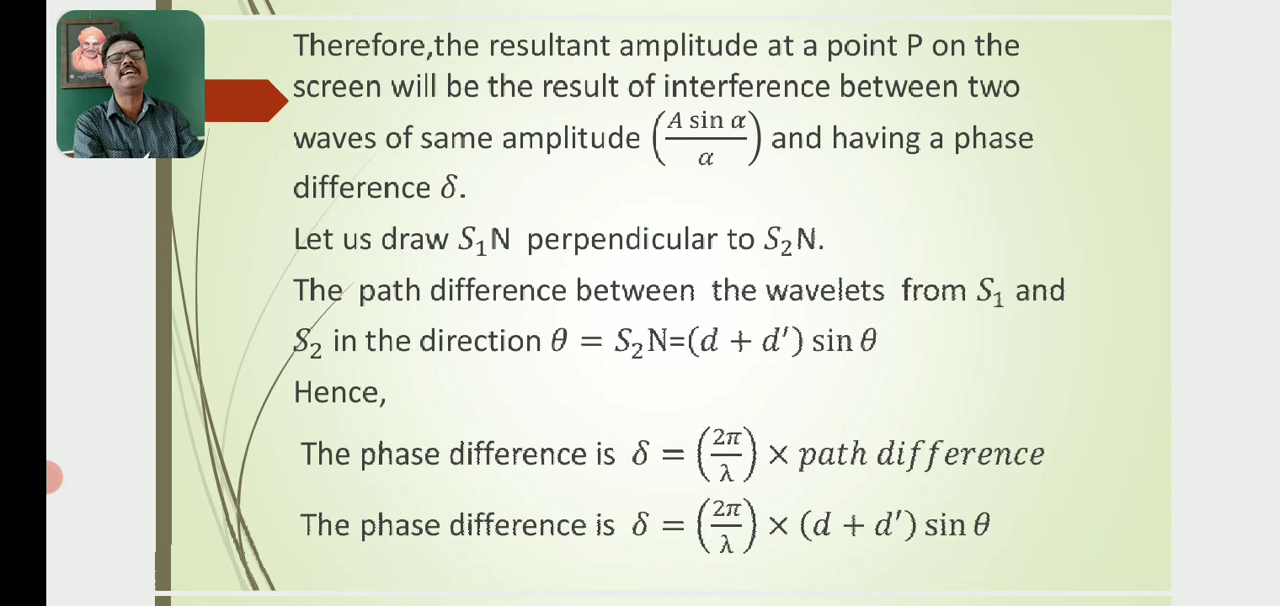 Therefore,the resultant amplitude at a point P on the
screen will be the result of interference between two
waves of same amplitude (A sin α / α) and having a phase
difference δ.
Let us draw S₁N perpendicular to S₂N.
The path difference between the wavelets from S₁ and
S₂ in the direction θ = S₂N=(d + d′) sin θ
Hence,
The phase difference is δ = (2π/λ) × path difference
The phase difference is δ = (2π/λ) × (d + d′) sin θ